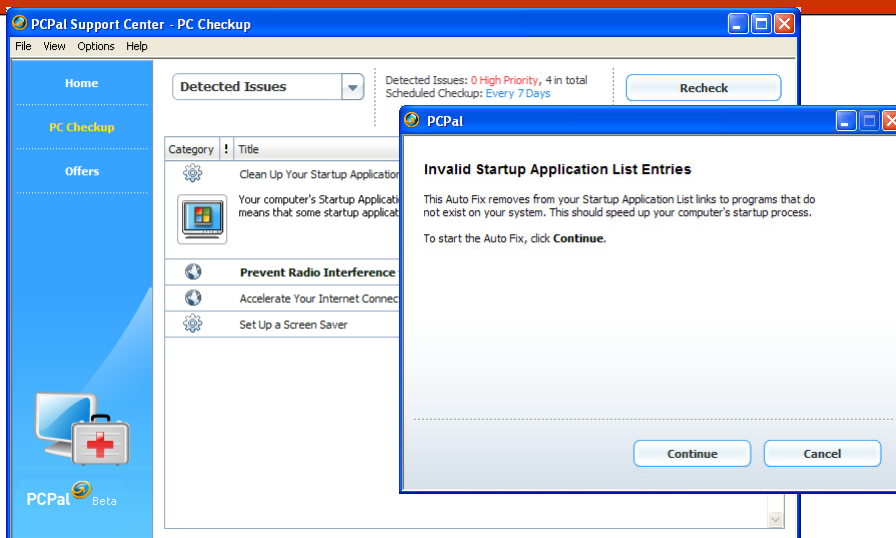 PCPal Support Center - PC Checkup
File View Options Help
Home
PC Checkup
Offers
Detected Issues
Detected Issues: 0 High Priority, 4 in total
Scheduled Checkup: Every 7 Days
Recheck
Category ! Title
Clean Up Your Startup Application
Your computer's Startup Applicati
means that some startup applicat
Prevent Radio Interference
Accelerate Your Internet Connec
Set Up a Screen Saver
PCPal Beta
PCPal
Invalid Startup Application List Entries
This Auto Fix removes from your Startup Application List links to programs that do
not exist on your system. This should speed up your computer's startup process.
To start the Auto Fix, click Continue.
Continue
Cancel